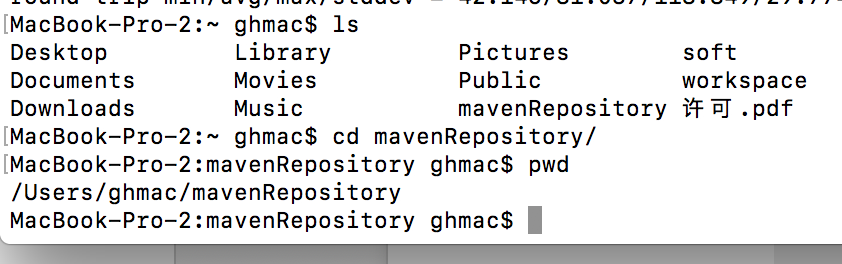 [MacBook-Pro-2:~ ghmac$ ls
Desktop Library Pictures soft
Documents Movies Public workspace
Downloads Music mavenRepository 许可.pdf
[MacBook-Pro-2:~ ghmac$ cd mavenRepository/
[MacBook-Pro-2:mavenRepository ghmac$ pwd
/Users/ghmac/mavenRepository
MacBook-Pro-2:mavenRepository ghmac$